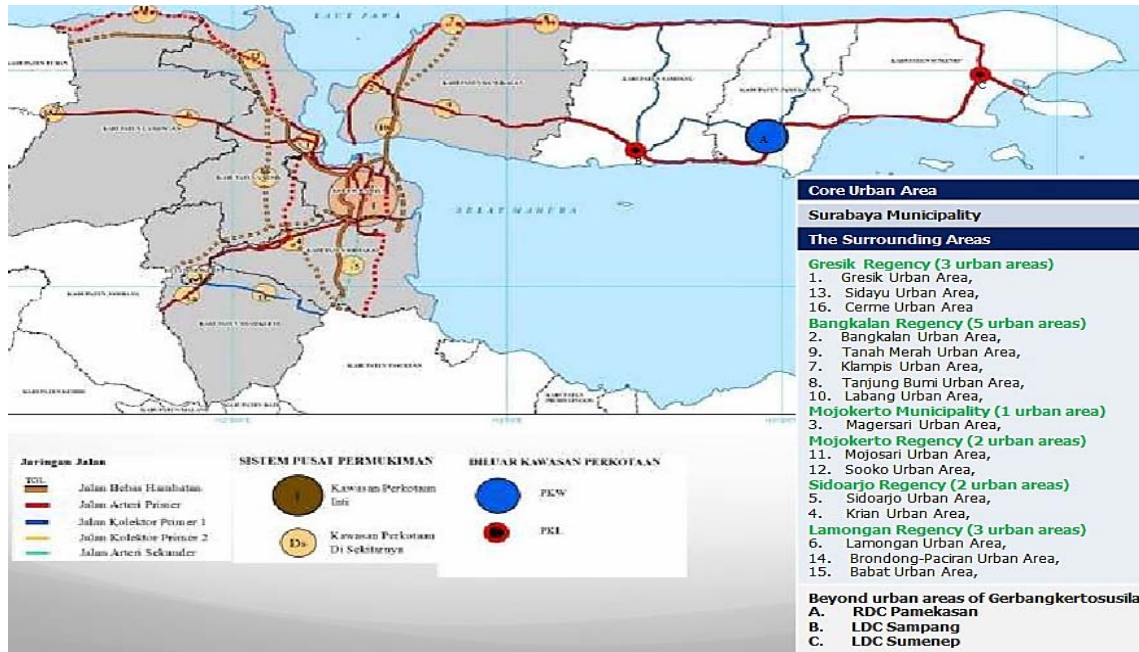 LAUT JAWA
SELAT MADURA
KABUPATEN LAMONGAN
KABUPATEN SAMPANG
KABUPATEN SUMENEP
A
B
C
Core Urban Area
Surabaya Municipality
The Surrounding Areas
Gresik Regency (3 urban areas)
1. Gresik Urban Area,
13. Sidayu Urban Area,
16. Cerme Urban Area
Bangkalan Regency (5 urban areas)
2. Bangkalan Urban Area,
9. Tanah Merah Urban Area,
7. Klampis Urban Area,
8. Tanjung Bumi Urban Area,
10. Labang Urban Area,
Mojokerto Municipality (1 urban area)
3. Magersari Urban Area,
Mojokerto Regency (2 urban areas)
11. Mojosari Urban Area,
12. Sooko Urban Area,
Sidoarjo Regency (2 urban areas)
5. Sidoarjo Urban Area,
4. Krian Urban Area,
Lamongan Regency (3 urban areas)
6. Lamongan Urban Area,
14. Brondong-Paciran Urban Area,
15. Babat Urban Area,
Beyond urban areas of Gerbangkertosusila
A. RDC Pamekasan
B. LDC Sampang
C. LDC Sumenep
Jaringan Jalan
TOL
Jalan Bebas Hambatan
Jalan Arteri Primer
Jalan Kolektor Primer 1
Jalan Kolektor Primer 2
Jalan Arteri Sekunder
SISTEM PUSAT PERMUKIMAN
Kawasan Perkotaan
Inti
Ds
Kawasan Perkotaan
Di Sekitarnya
DILUAR KAWASAN PERKOTAAN
PKW
PKL